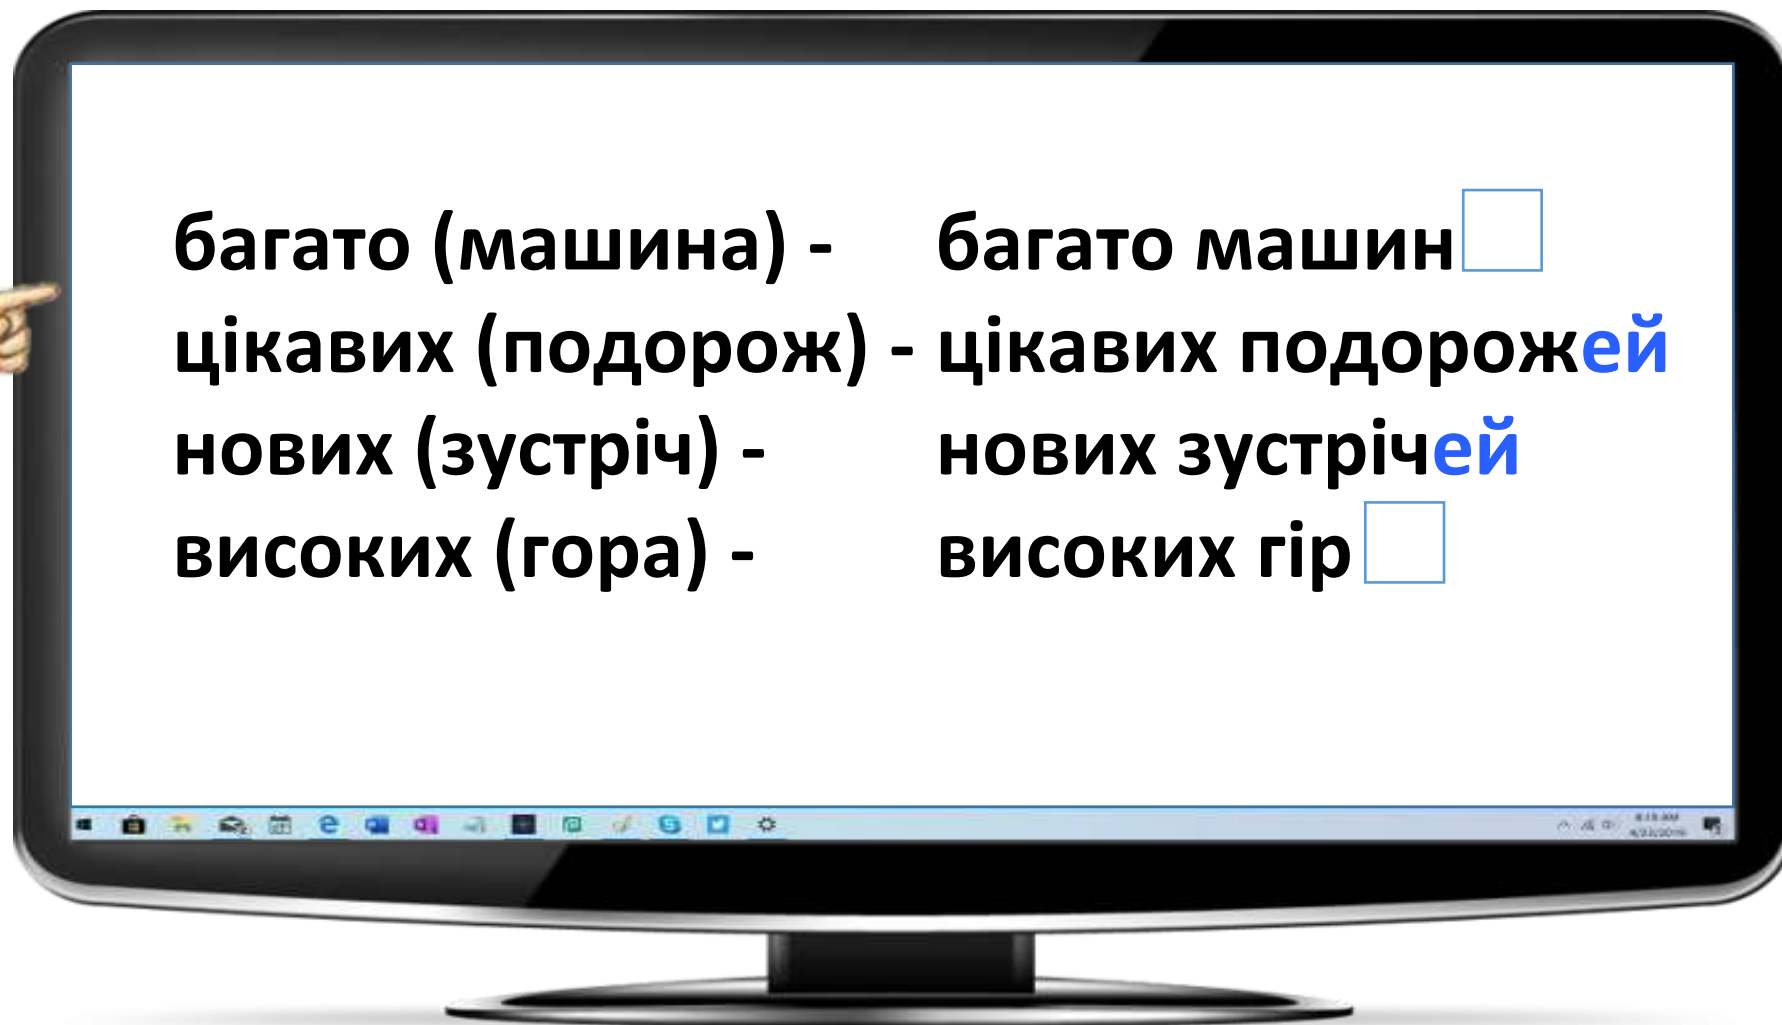 багато (машина) - багато машин
цікавих (подорож) - цікавих подорожей
нових (зустріч) - нових зустрічей
високих (гора) - високих гір